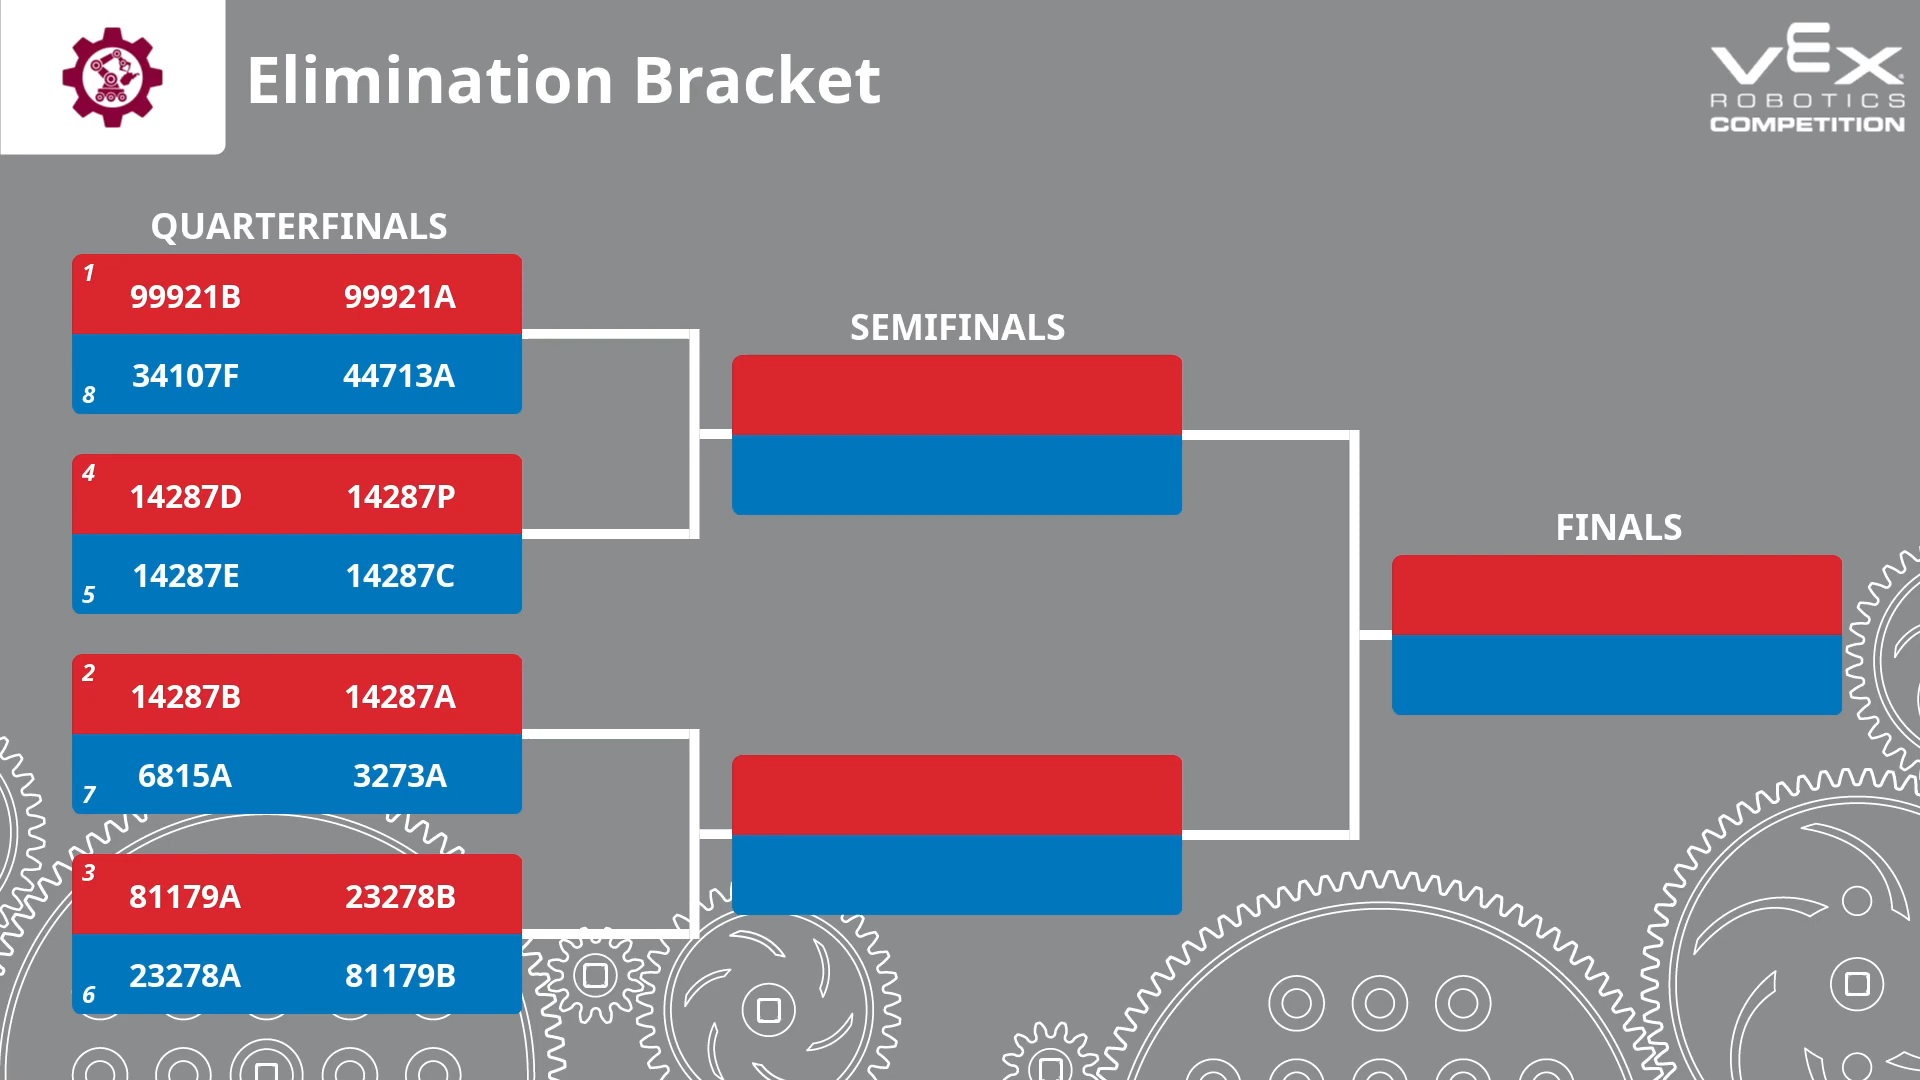 Elimination Bracket
VEX
ROBOTICS
COMPETITION
QUARTERFINALS
1
99921B 99921A
34107F 44713A
8
4
14287D 14287P
14287E 14287C
5
2
14287B 14287A
6815A 3273A
7
3
81179A 23278B
23278A 81179B
6
SEMIFINALS
FINALS